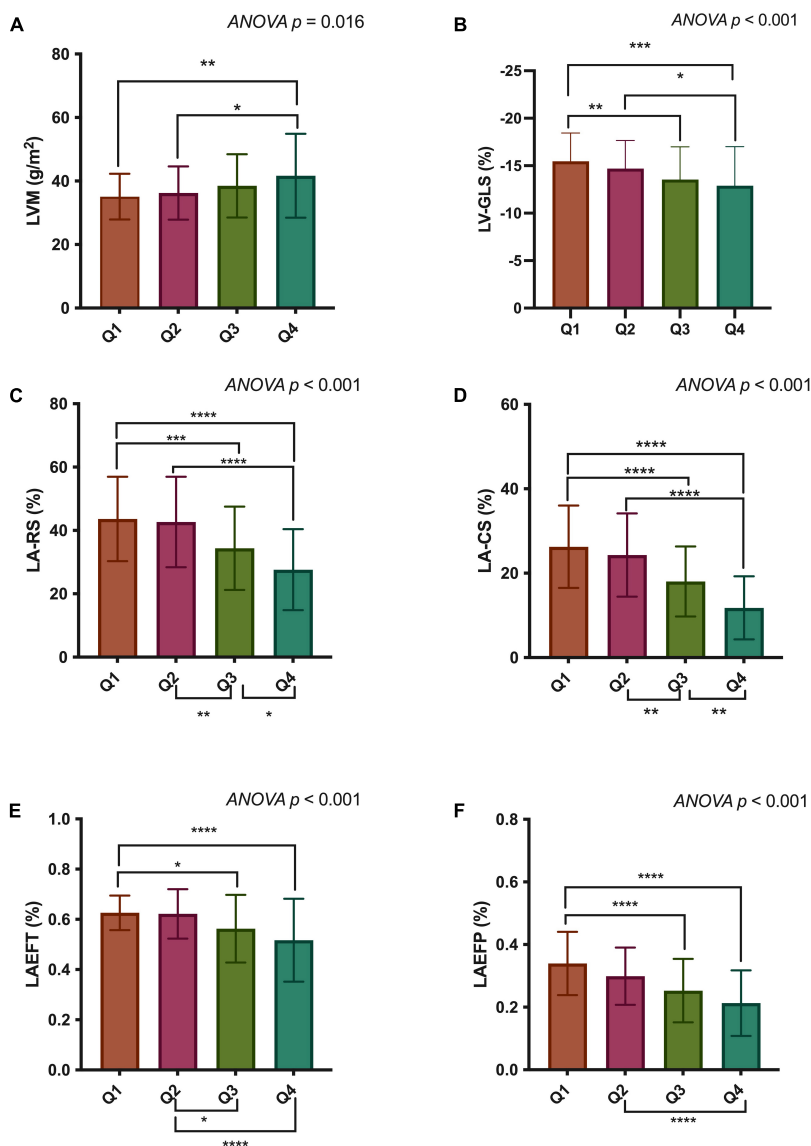 A
ANOVA p = 0.016
LVM (g/m²)
80
60
40
20
0
**
*
Q1 Q2 Q3 Q4
B
ANOVA p < 0.001
LV-GLS (%)
-25
-20
-15
-10
-5
0
***
*
**
Q1 Q2 Q3 Q4
C
ANOVA p < 0.001
LA-RS (%)
80
60
40
20
0
****
***
****
Q1 Q2 Q3 Q4
** *
D
ANOVA p < 0.001
LA-CS (%)
60
40
20
0
****
****
****
Q1 Q2 Q3 Q4
** **
E
ANOVA p < 0.001
LAEFT (%)
1.0
0.8
0.6
0.4
0.2
0.0
****
*
Q1 Q2 Q3 Q4
*
****
F
ANOVA p < 0.001
LAEFP (%)
0.8
0.6
0.4
0.2
0.0
****
****
Q1 Q2 Q3 Q4
****